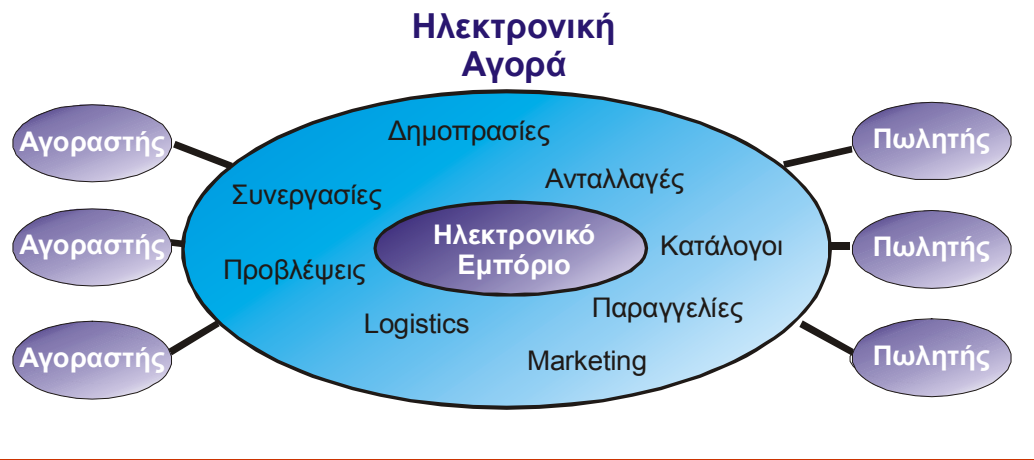 Ηλεκτρονική
Αγορά
Αγοραστής
Δημοπρασίες
Πωλητής
Συνεργασίες
Ανταλλαγές
Αγοραστής
Ηλεκτρονικό
Εμπόριο
Κατάλογοι
Πωλητής
Προβλέψεις
Παραγγελίες
Logistics
Αγοραστής
Marketing
Πωλητής